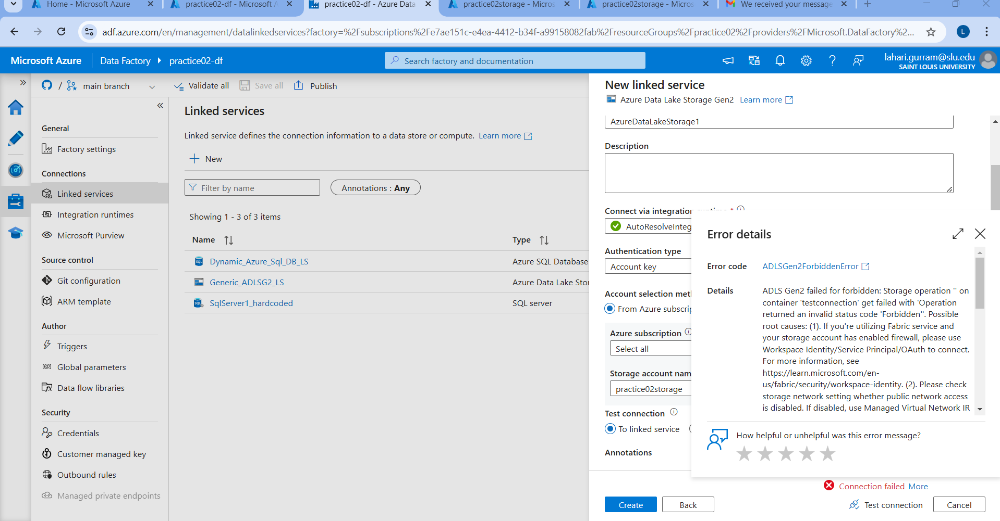 Home - Microsoft Azure
practice02-df - Microsoft A
practice02-df - Azure Data
practice02storage - Micros
practice02storage - Micros
We received your message
adf.azure.com/en/management/datalinkedservices?factory=%2Fsubscriptions%2Fe7ae151c-e4ea-4412-b34f-a99158082fab%2FresourceGroups%2Fpractice02%2Fproviders%2FMicrosoft.DataFactory%2...
L
Microsoft Azure
Data Factory
practice02-df
Search factory and documentation
lahari.gurram@slu.edu
SAINT LOUIS UNIVERSITY
/ main branch
Validate all
Save all
Publish
General
Factory settings
Connections
Linked services
Integration runtimes
Microsoft Purview
Source control
Git configuration
ARM template
Author
Triggers
Global parameters
Data flow libraries
Security
Credentials
Customer managed key
Outbound rules
Managed private endpoints
Linked services
Linked service defines the connection information to a data store or compute. Learn more
New
Filter by name
Annotations : Any
Showing 1 - 3 of 3 items
Name
Type
Dynamic_Azure_Sql_DB_LS
Azure SQL Database
Generic_ADLSG2_LS
Azure Data Lake Stor
SqlServer1_hardcoded
SQL server
New linked service
Azure Data Lake Storage Gen2 Learn more
AzureDataLakeStorage1
Description
Connect via integration runtime *
AutoResolveInteg
Authentication type
Account key
Account selection met
From Azure subscrip
Azure subscription
Select all
Storage account nam
practice02storage
Test connection
To linked service
Annotations
Error details
Error code
ADLSGen2ForbiddenError
Details
ADLS Gen2 failed for forbidden: Storage operation '' on
container 'testconnection' get failed with 'Operation
returned an invalid status code 'Forbidden''. Possible
root causes: (1). If you're utilizing Fabric service and
your storage account has enabled firewall, please use
Workspace Identity/Service Principal/OAuth to connect.
For more information, see
https://learn.microsoft.com/en-
us/fabric/security/workspace-identity. (2). Please check
storage network setting whether public network access
is disabled. If disabled, use Managed Virtual Network IR
How helpful or unhelpful was this error message?
Connection failed More
Create
Back
Test connection
Cancel